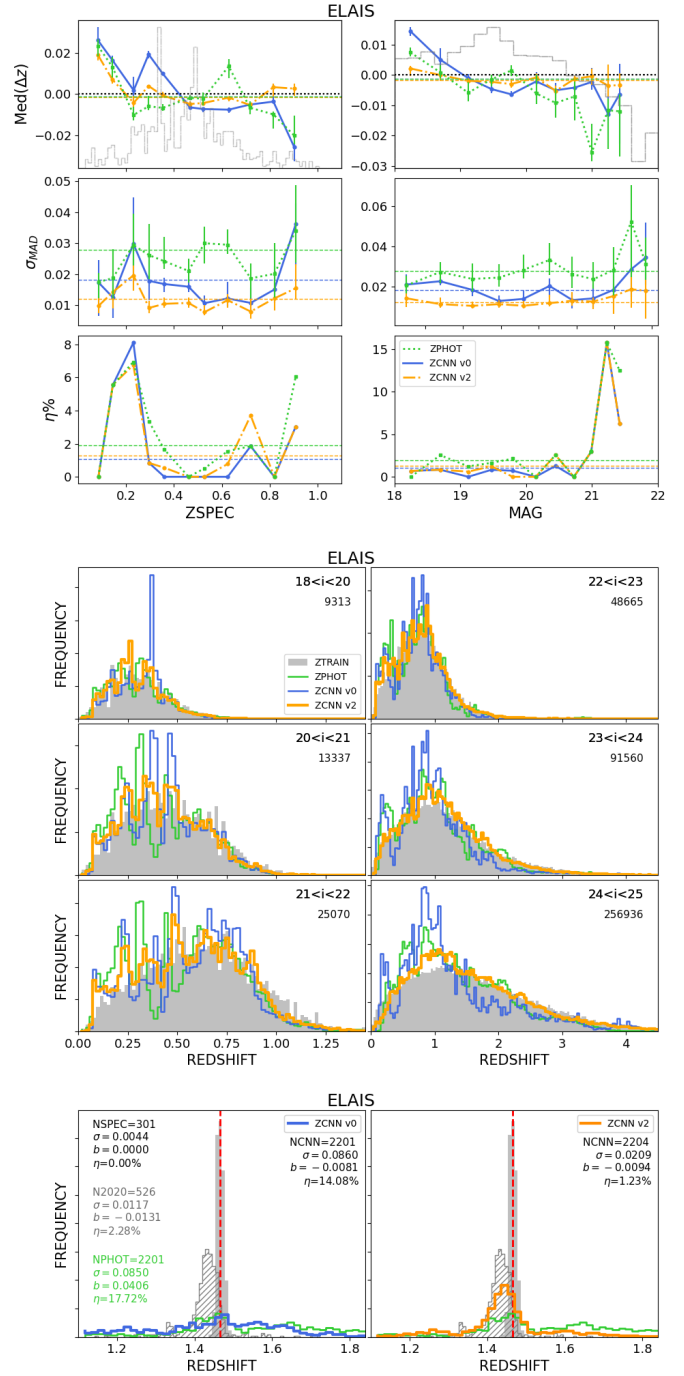 ELAIS
Med(Δz)
0.02
0.00
−0.02
0.01
0.00
−0.01
−0.02
−0.03
σMAD
0.05
0.04
0.03
0.02
0.01
0.06
0.04
0.02
η%
8
6
4
2
0
15
10
5
0
ZPHOT
ZCNN v0
ZCNN v2
0.2 0.4 0.6 0.8 1.0
18 19 20 21 22
ZSPEC
MAG
ELAIS
FREQUENCY
18<i<20
9313
ZTRAIN
ZPHOT
ZCNN v0
ZCNN v2
22<i<23
48665
FREQUENCY
20<i<21
13337
23<i<24
91560
FREQUENCY
21<i<22
25070
24<i<25
256936
0.00 0.25 0.50 0.75 1.00 1.25
0 1 2 3 4
REDSHIFT
REDSHIFT
ELAIS
FREQUENCY
NSPEC=301
σ = 0.0044
b = 0.0000
η=0.00%
N2020=526
σ = 0.0117
b = −0.0131
η=2.28%
NPHOT=2201
σ = 0.0850
b = 0.0406
η=17.72%
ZCNN v0
NCNN=2201
σ = 0.0860
b = −0.0081
η=14.08%
ZCNN v2
NCNN=2204
σ = 0.0209
b = −0.0094
η=1.23%
1.2 1.4 1.6 1.8
1.2 1.4 1.6 1.8
REDSHIFT
REDSHIFT